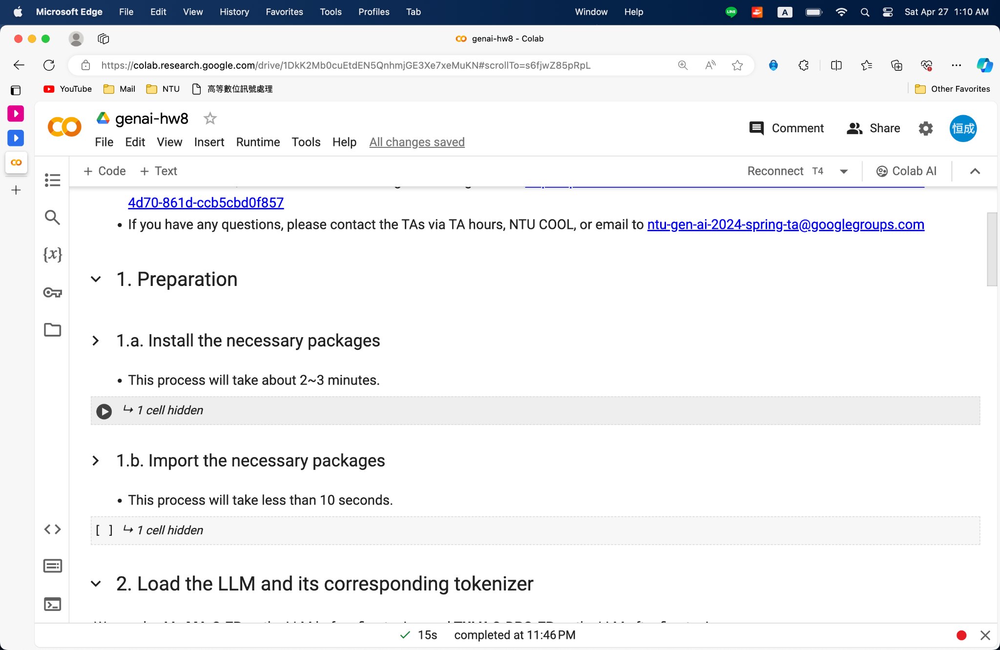 Microsoft Edge File Edit View History Favorites Tools Profiles Tab Window Help LINE A Sat Apr 27 1:10 AM
genai-hw8 - Colab
https://colab.research.google.com/drive/1DkK2Mb0cuEtdEN5QnhmjGE3Xe7xeMuKN#scrollTo=s6fjwZ85pRpL
YouTube Mail NTU 高等數位訊號處理 Other Favorites
genai-hw8
Comment Share 恒成
File Edit View Insert Runtime Tools Help All changes saved
+ Code + Text Reconnect T4 Colab AI
4d70-861d-ccb5cbd0f857
• If you have any questions, please contact the TAs via TA hours, NTU COOL, or email to ntu-gen-ai-2024-spring-ta@googlegroups.com
{x}
1. Preparation
1.a. Install the necessary packages
• This process will take about 2~3 minutes.
↳ 1 cell hidden
1.b. Import the necessary packages
• This process will take less than 10 seconds.
[ ] ↳ 1 cell hidden
2. Load the LLM and its corresponding tokenizer
15s completed at 11:46 PM